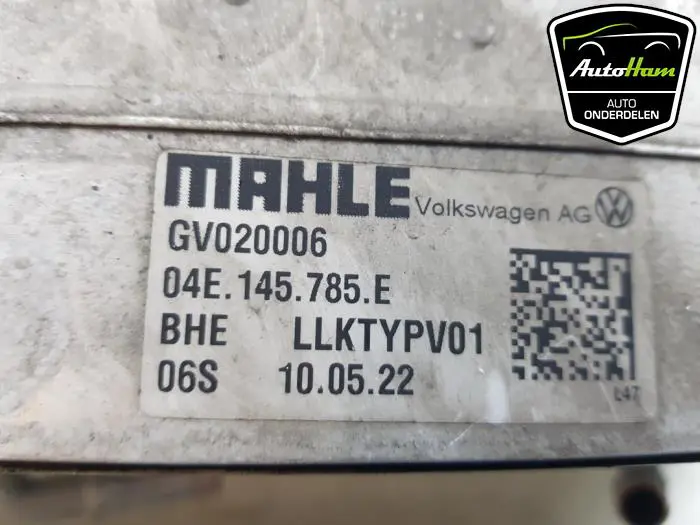 AutoHam
AUTO
ONDERDELEN
MAHLE Volkswagen AG
GV020006
04E.145.785.E
BHE LLKTYPV01
06S 10.05.22
L47